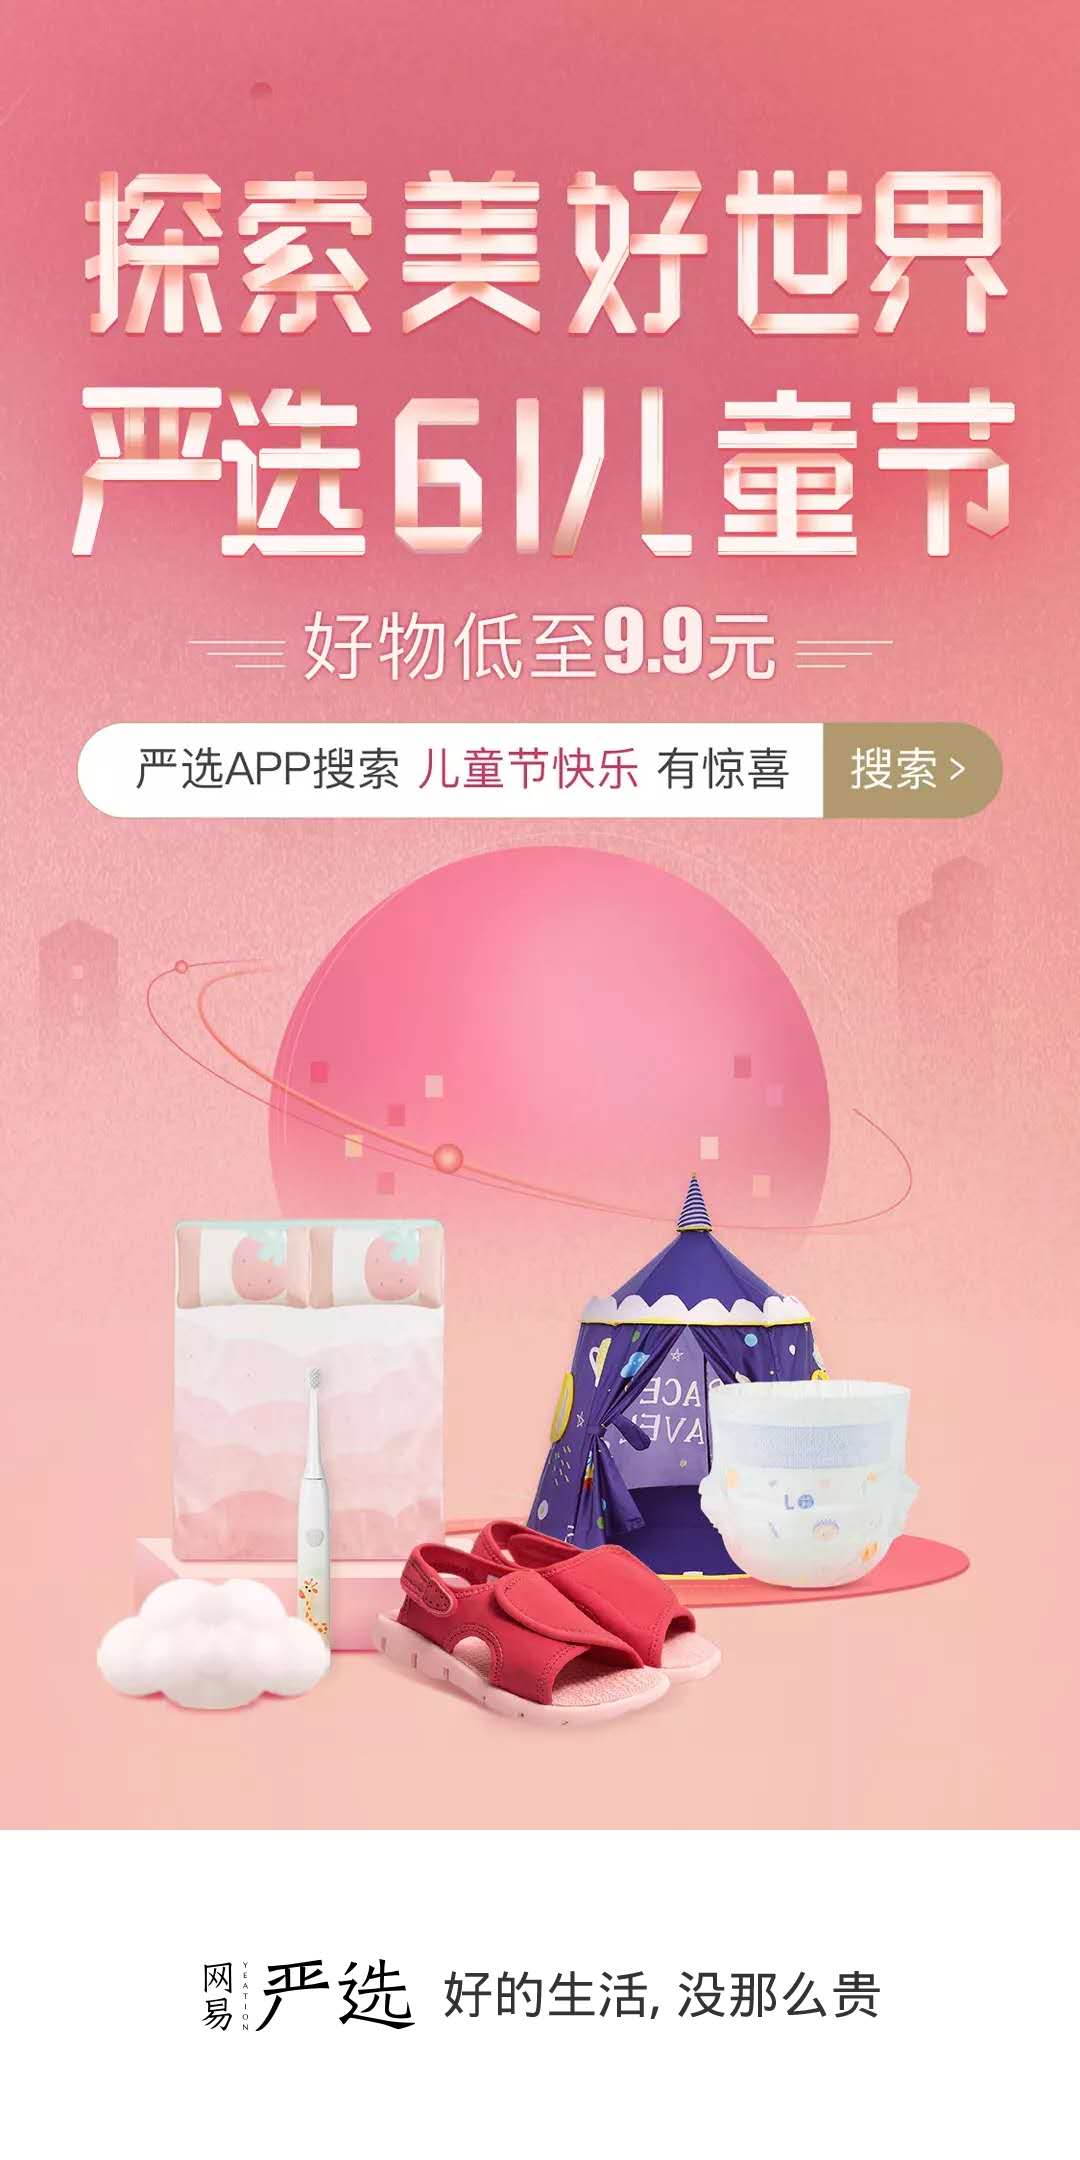 探索美好世界
严选61儿童节
好物低至9.9元
严选APP搜索 儿童节快乐 有惊喜 搜索 >
网易 YEATION 严选 好的生活, 没那么贵